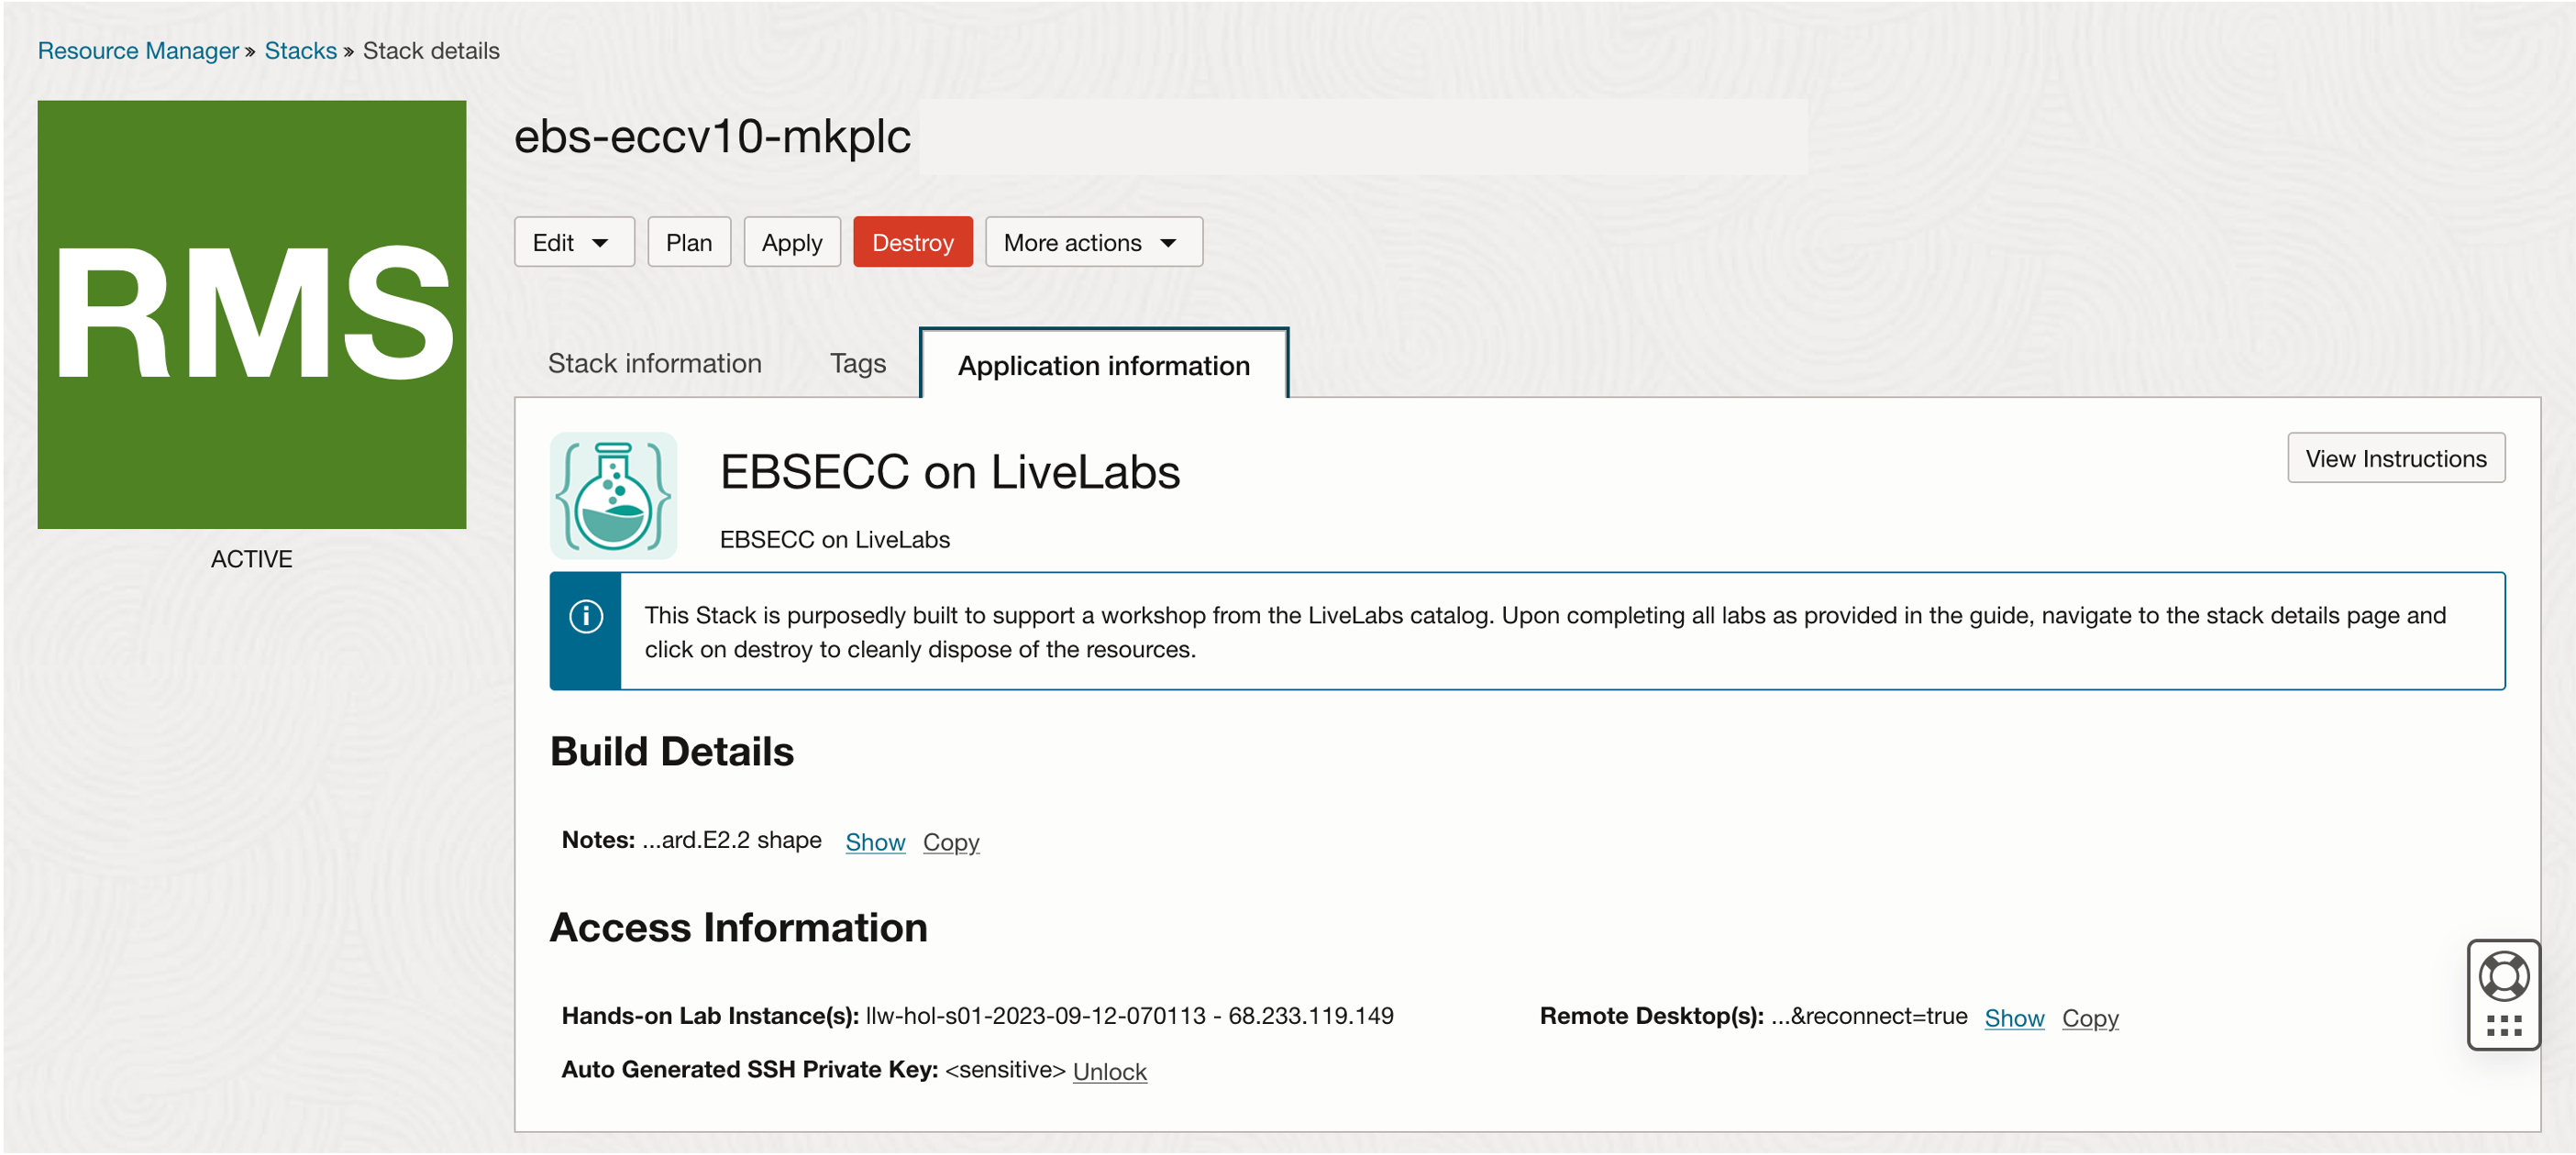 Resource Manager » Stacks » Stack details
RMS
ACTIVE
ebs-eccv10-mkplc
Edit Plan Apply Destroy More actions
Stack information Tags Application information
EBSECC on LiveLabs
View Instructions
EBSECC on LiveLabs
This Stack is purposedly built to support a workshop from the LiveLabs catalog. Upon completing all labs as provided in the guide, navigate to the stack details page and
click on destroy to cleanly dispose of the resources.
Build Details
Notes: ...ard.E2.2 shape Show Copy
Access Information
Hands-on Lab Instance(s): llw-hol-s01-2023-09-12-070113 - 68.233.119.149 Remote Desktop(s): ...&reconnect=true Show Copy
Auto Generated SSH Private Key: <sensitive> Unlock